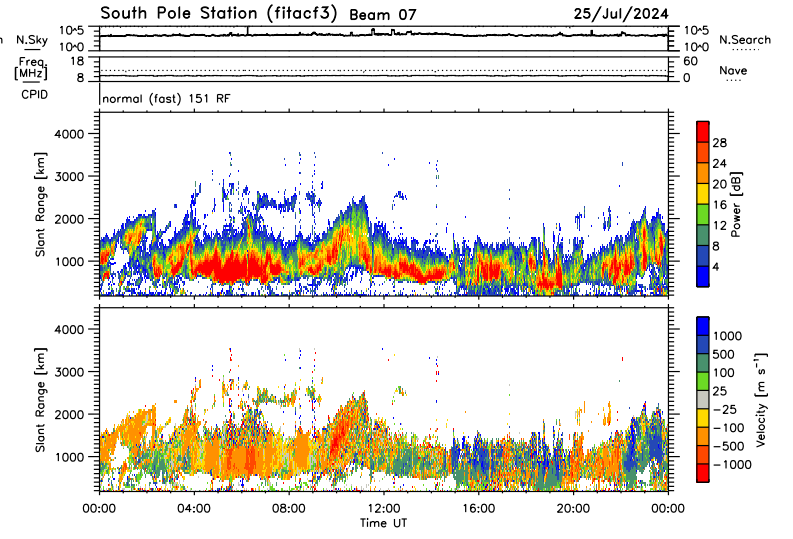 South Pole Station (fitacf3) Beam 07 25/Jul/2024
N.Sky 10^5 10^0 10^5 10^0 N.Search
Freq. [MHz] 18 8 60 0 Nave
CPID normal (fast) 151 RF
Slant Range [km] 4000 3000 2000 1000
Power [dB] 28 24 20 16 12 8 4
Slant Range [km] 4000 3000 2000 1000
Velocity [m s⁻¹] 1000 500 100 25 -25 -100 -500 -1000
00:00 04:00 08:00 12:00 16:00 20:00 00:00
Time UT